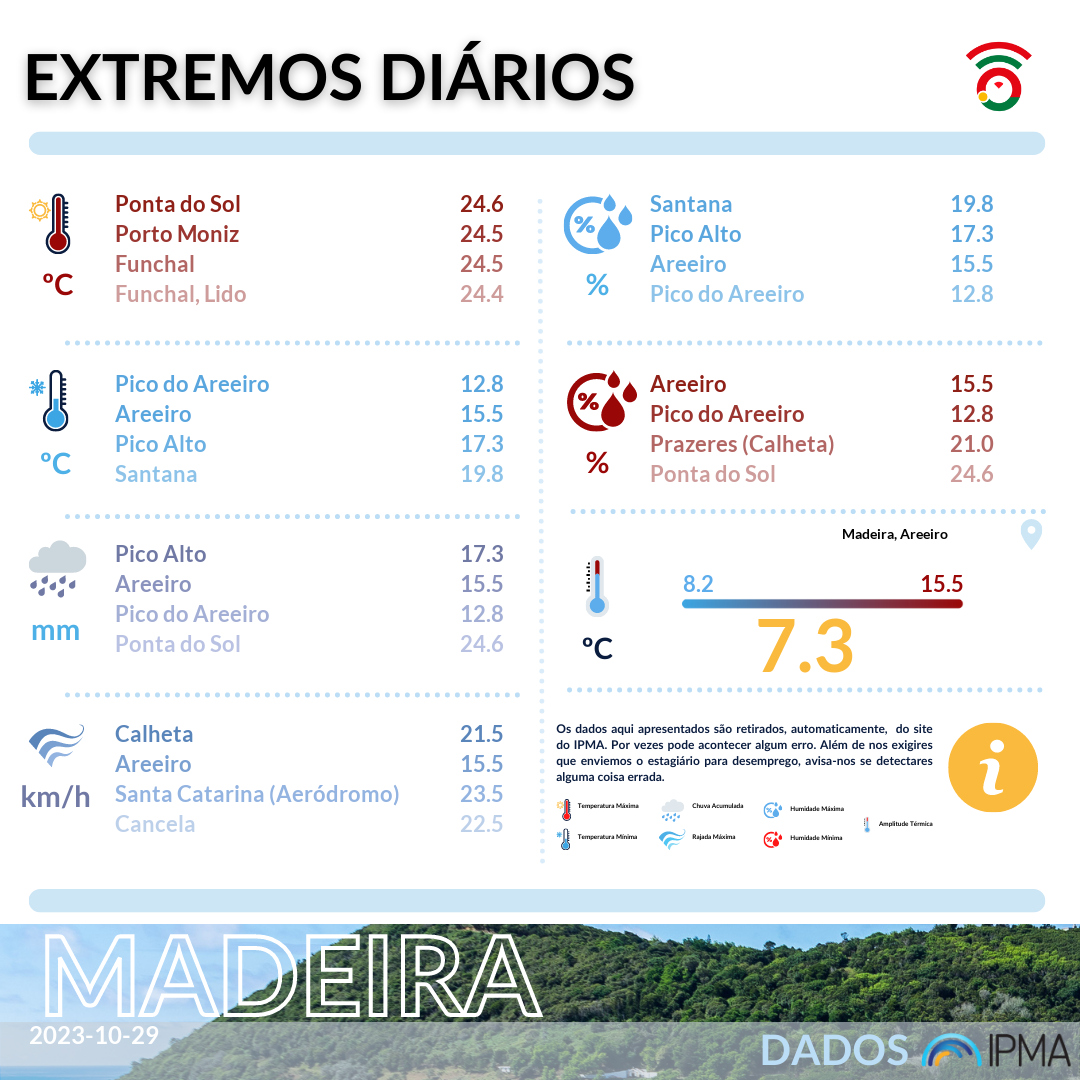 EXTREMOS DIÁRIOS
ºC
Ponta do Sol 24.6
Porto Moniz 24.5
Funchal 24.5
Funchal, Lido 24.4
ºC
Pico do Areeiro 12.8
Areeiro 15.5
Pico Alto 17.3
Santana 19.8
mm
Pico Alto 17.3
Areeiro 15.5
Pico do Areeiro 12.8
Ponta do Sol 24.6
km/h
Calheta 21.5
Areeiro 15.5
Santa Catarina (Aeródromo) 23.5
Cancela 22.5
%
%
Santana 19.8
Pico Alto 17.3
Areeiro 15.5
Pico do Areeiro 12.8
%
%
Areeiro 15.5
Pico do Areeiro 12.8
Prazeres (Calheta) 21.0
Ponta do Sol 24.6
Madeira, Areeiro
ºC
8.2 15.5
7.3
Os dados aqui apresentados são retirados, automaticamente, do site
do IPMA. Por vezes pode acontecer algum erro. Além de nos exigires
que enviemos o estagiário para desemprego, avisa-nos se detectares
alguma coisa errada.
i
Temperatura Máxima
Chuva Acumulada
Humidade Máxima
Amplitude Térmica
Temperatura Mínima
Rajada Máxima
Humidade Mínima
MADEIRA
2023-10-29
DADOS IPMA